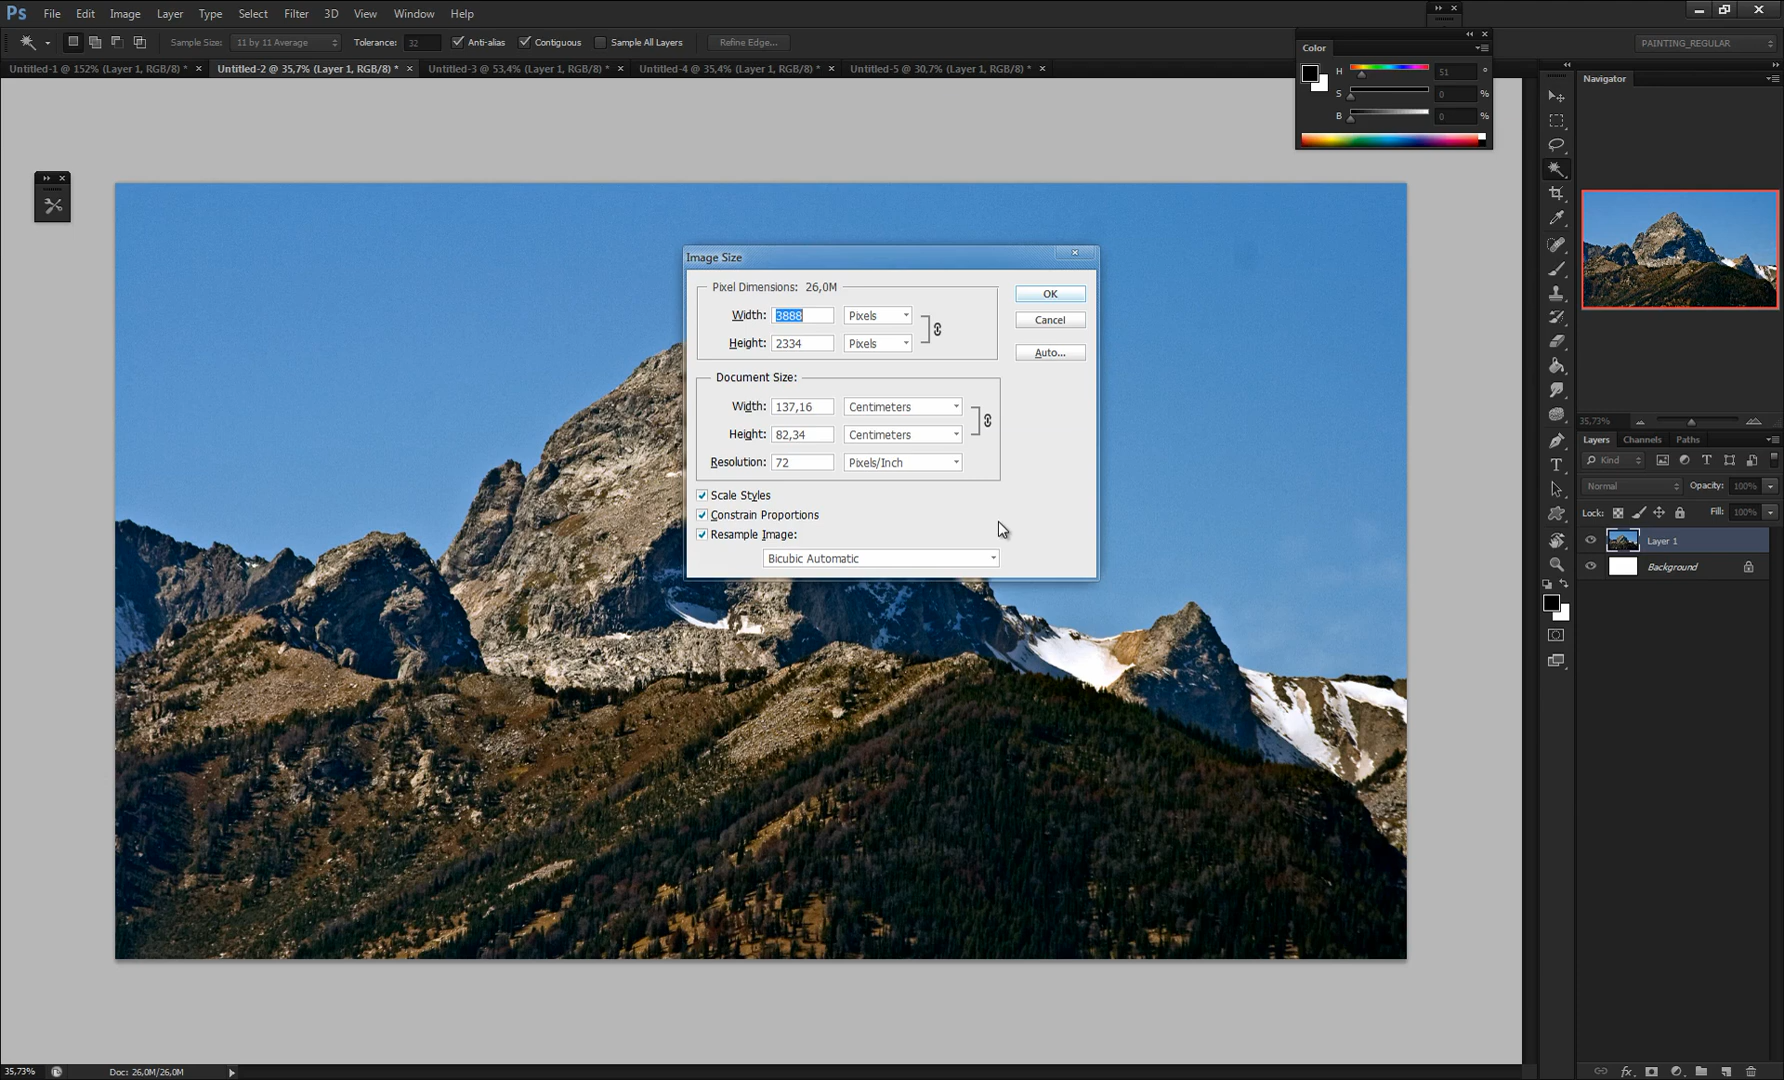 Ps File Edit Image Layer Type Select Filter 3D View Window Help
Sample Size: 11 by 11 Average Tolerance: 32 Anti-alias Contiguous Sample All Layers Refine Edge... PAINTING_REGULAR
Untitled-1 @ 152% (Layer 1, RGB/8) * × Untitled-2 @ 35,7% (Layer 1, RGB/8) * × Untitled-3 @ 53,4% (Layer 1, RGB/8) * × Untitled-4 @ 35,4% (Layer 1, RGB/8) * × Untitled-5 @ 30,7% (Layer 1, RGB/8) * ×
Color
H 51 °
S 0 %
B 0 %
Navigator
35,73%
Layers Channels Paths
Kind
Normal Opacity: 100%
Lock: Fill: 100%
Layer 1
Background
Image Size
Pixel Dimensions: 26,0M
Width: 3888 Pixels
Height: 2334 Pixels
OK
Cancel
Auto...
Document Size:
Width: 137,16 Centimeters
Height: 82,34 Centimeters
Resolution: 72 Pixels/Inch
Scale Styles
Constrain Proportions
Resample Image:
Bicubic Automatic
35,73% Doc: 26,0M/26,0M
fx